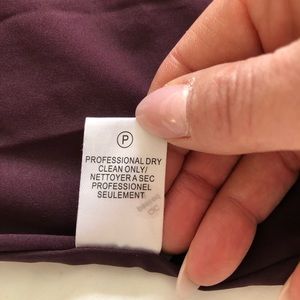 P
PROFESSIONAL DRY
CLEAN ONLY/
NETTOYER A SEC
PROFESSIONEL
SEULEMENT